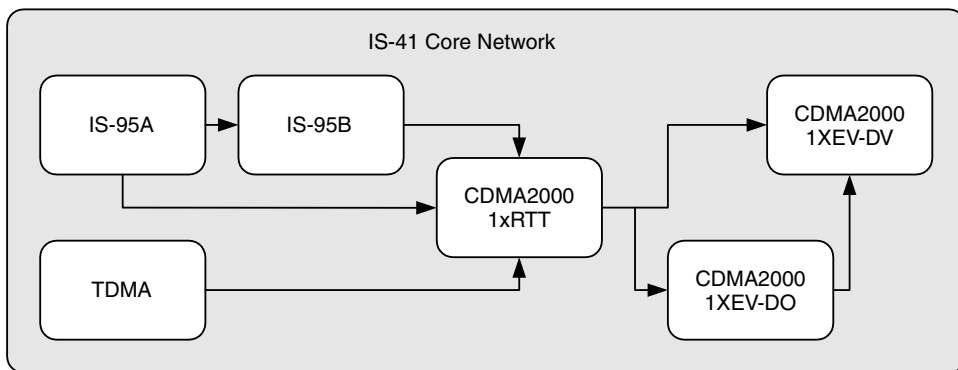 IS-41 Core Network
IS-95A
IS-95B
CDMA2000
1XEV-DV
CDMA2000
1xRTT
TDMA
CDMA2000
1XEV-DO